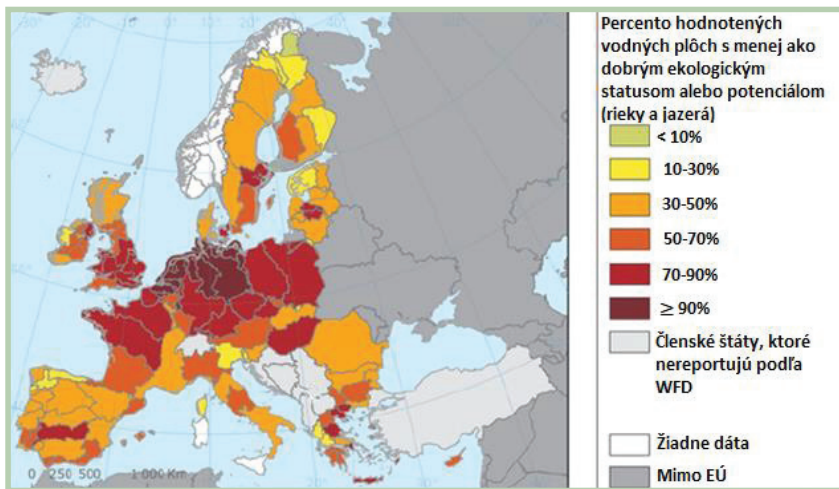 Percento hodnotených
vodných plôch s menej ako
dobrým ekologickým
statusom alebo potenciálom
(rieky a jazerá)
< 10%
10-30%
30-50%
50-70%
70-90%
≥ 90%
Členské štáty, ktoré
nereportujú podľa
WFD
Žiadne dáta
Mimo EÚ
0 250 500 1 000 Km